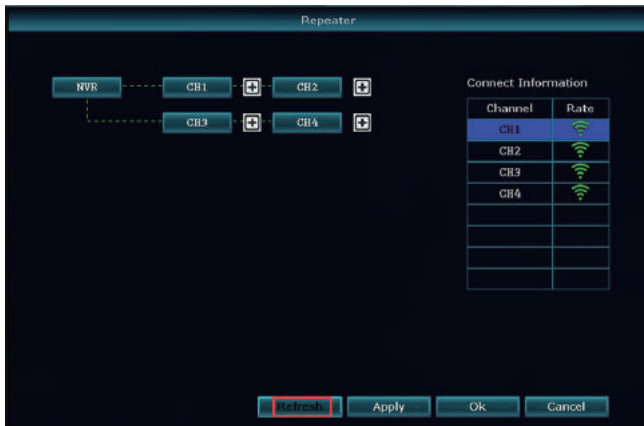 Repeater
NVR CH1 CH2
CH3 CH4
Connect Information
Channel Rate
CH1
CH2
CH3
CH4
Refresh Apply Ok Cancel